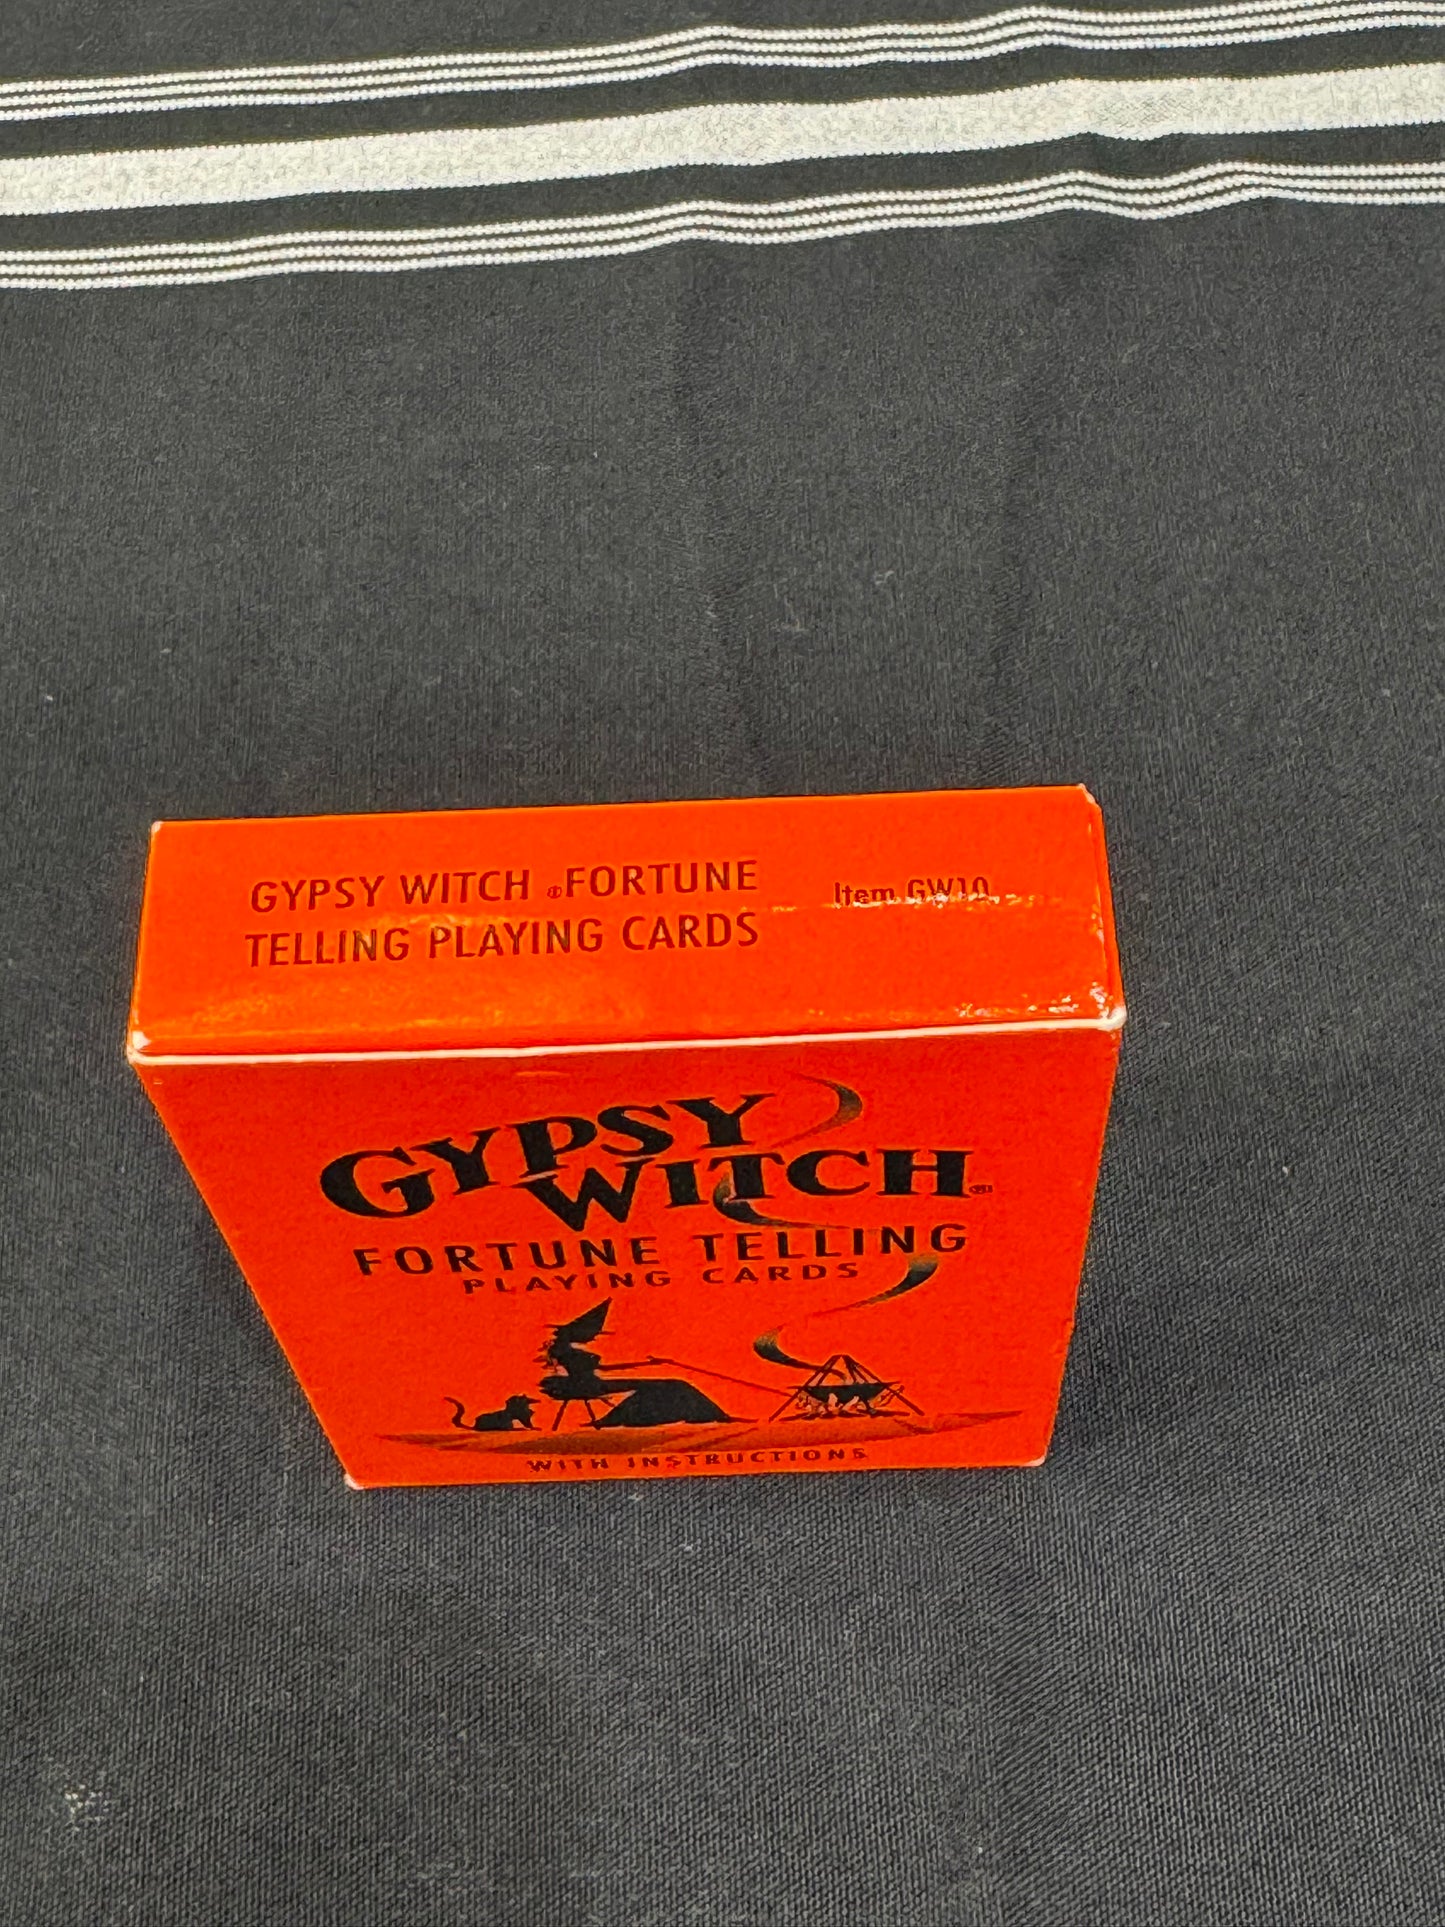 GYPSY WITCH ®FORTUNE
TELLING PLAYING CARDS
Item GW10
GYPSY
WITCH®
FORTUNE TELLING
PLAYING CARDS
WITH INSTRUCTIONS